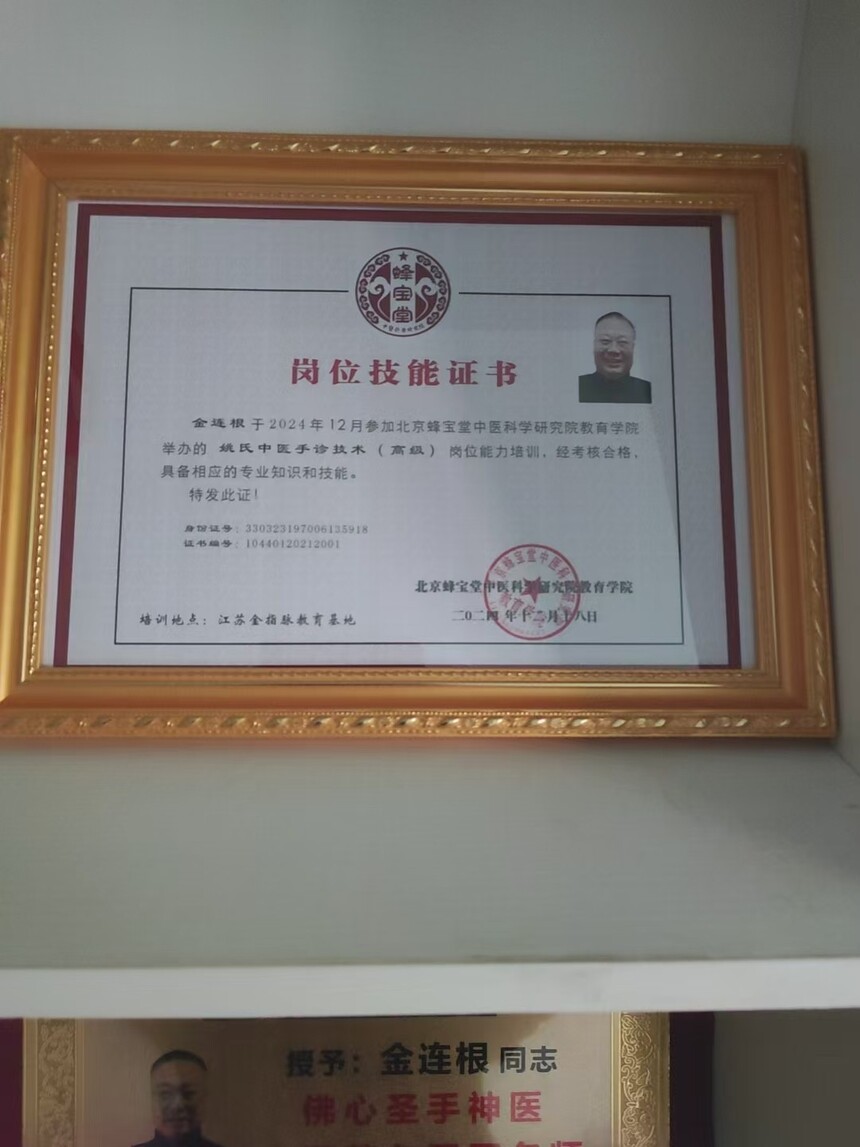 蜂宝堂
岗位技能证书
金连根于2024年12月参加北京蜂宝堂中医科学研究院教育学院
举办的 姚氏中医手诊技术（高级）岗位能力培训，经考核合格，
具备相应的专业知识和技能。
特发此证！
身份证号：330323197006135918
证书编号：10440120212001
北京蜂宝堂中医科学研究院教育学院
培训地点：江苏金指脉教育基地
二〇二四年十二月十八日
授予：金连根同志
佛心圣手神医